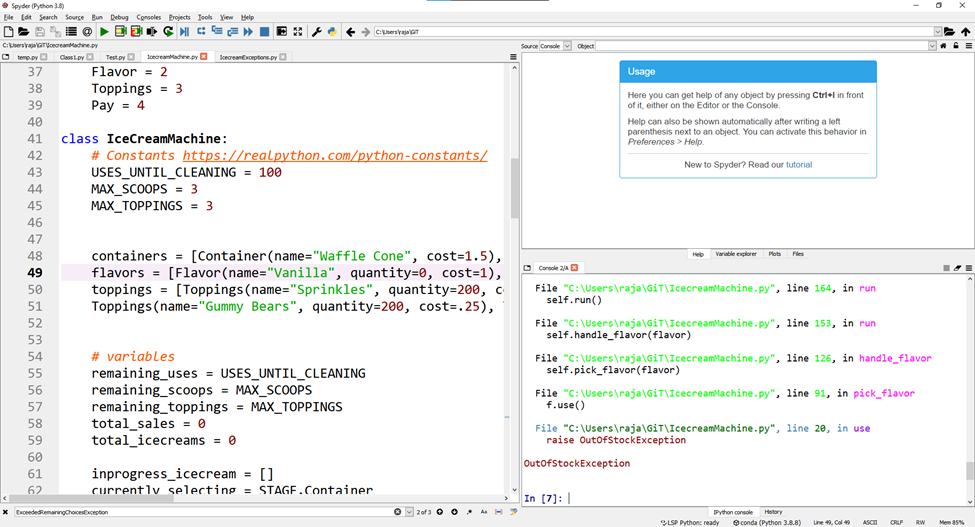 Spyder (Python 3.8)
File Edit Search Source Run Debug Consoles Projects Tools View Help
C:\Users\raja\GiT
C:\Users\raja\GiT\IcecreamMachine.py
temp.py Class1.py Test.py IcecreamMachine.py IcecreamExceptions.py
37 Flavor = 2
38 Toppings = 3
39 Pay = 4
40
41 class IceCreamMachine:
42 # Constants https://realpython.com/python-constants/
43 USES_UNTIL_CLEANING = 100
44 MAX_SCOOPS = 3
45 MAX_TOPPINGS = 3
46
47
48 containers = [Container(name="Waffle Cone", cost=1.5),
49 flavors = [Flavor(name="Vanilla", quantity=0, cost=1),
50 toppings = [Toppings(name="Sprinkles", quantity=200, c
51 Toppings(name="Gummy Bears", quantity=200, cost=.25),
52
53
54 # variables
55 remaining_uses = USES_UNTIL_CLEANING
56 remaining_scoops = MAX_SCOOPS
57 remaining_toppings = MAX_TOPPINGS
58 total_sales = 0
59 total_icecreams = 0
60
61 inprogress_icecream = []
62 currently_selecting = STAGE.Container
ExceededRemainingChoicesException 2 of 3 Aa
Source Console Object
Usage
Here you can get help of any object by pressing Ctrl+I in front
of it, either on the Editor or the Console.
Help can also be shown automatically after writing a left
parenthesis next to an object. You can activate this behavior in
Preferences > Help.
New to Spyder? Read our tutorial
Help Variable explorer Plots Files
Console 2/A
File "C:\Users\raja\GiT\IcecreamMachine.py", line 164, in run
self.run()
File "C:\Users\raja\GiT\IcecreamMachine.py", line 153, in run
self.handle_flavor(flavor)
File "C:\Users\raja\GiT\IcecreamMachine.py", line 126, in handle_flavor
self.pick_flavor(flavor)
File "C:\Users\raja\GiT\IcecreamMachine.py", line 91, in pick_flavor
f.use()
File "C:\Users\raja\GiT\IcecreamMachine.py", line 20, in use
raise OutOfStockException
OutOfStockException
In [7]:
IPython console History
LSP Python: ready conda (Python 3.8.8) Line 49, Col 49 ASCII CRLF RW Mem 85%